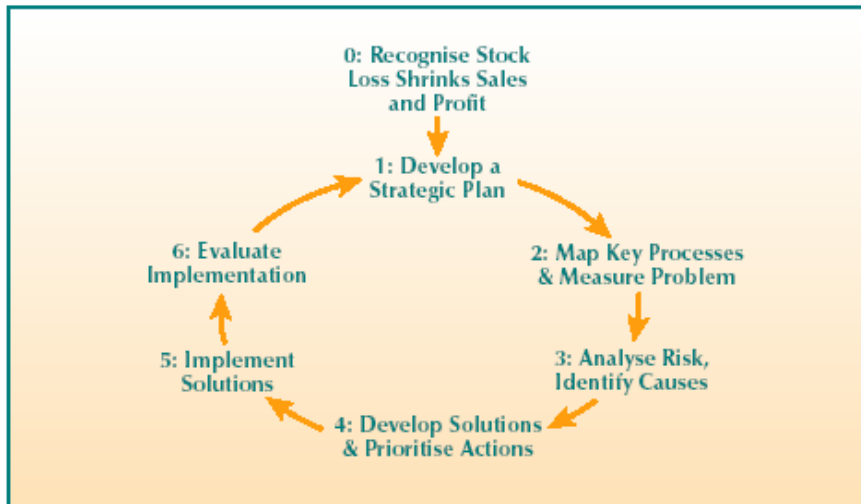 0: Recognise Stock
Loss Shrinks Sales
and Profit
1: Develop a
Strategic Plan
2: Map Key Processes
& Measure Problem
3: Analyse Risk,
Identify Causes
4: Develop Solutions
& Prioritise Actions
5: Implement
Solutions
6: Evaluate
Implementation